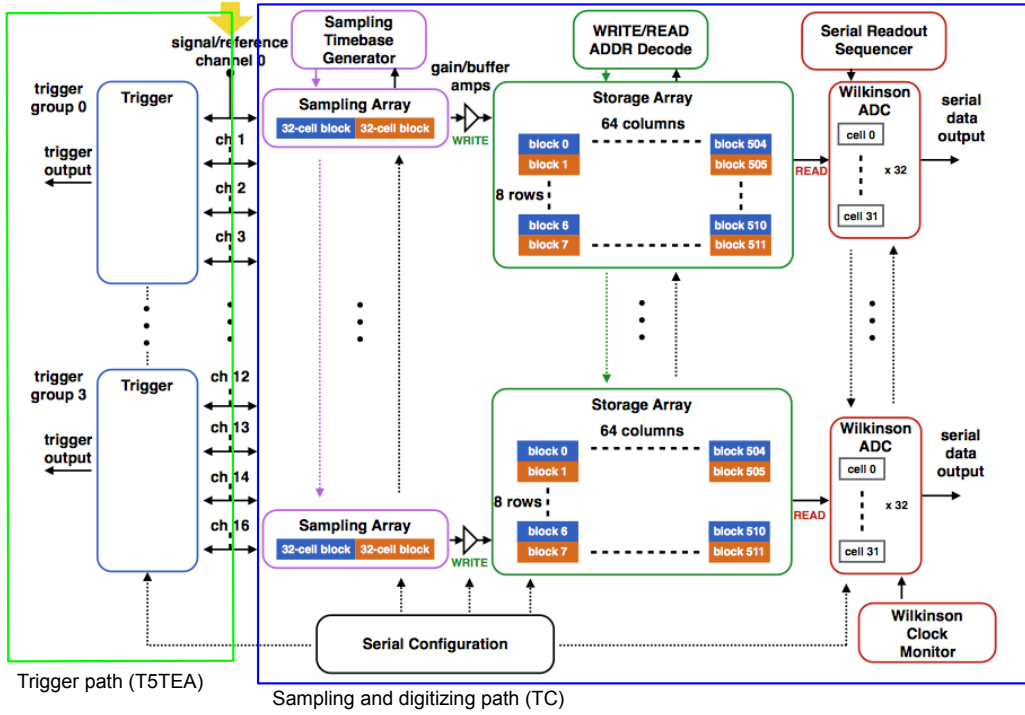 signal/reference
channel 0
Sampling
Timebase
Generator
WRITE/READ
ADDR Decode
Serial Readout
Sequencer
trigger
group 0
Trigger
trigger
output
ch 1
ch 2
ch 3
Sampling Array
32-cell block
32-cell block
gain/buffer
amps
WRITE
Storage Array
64 columns
block 0
block 504
block 1
block 505
8 rows
block 6
block 510
block 7
block 511
READ
Wilkinson
ADC
cell 0
x 32
cell 31
serial
data
output
trigger
group 3
Trigger
trigger
output
ch 12
ch 13
ch 14
ch 16
Sampling Array
32-cell block
32-cell block
WRITE
Storage Array
64 columns
block 0
block 504
block 1
block 505
8 rows
block 6
block 510
block 7
block 511
READ
Wilkinson
ADC
cell 0
x 32
cell 31
serial
data
output
Serial Configuration
Wilkinson
Clock
Monitor
Trigger path (T5TEA)
Sampling and digitizing path (TC)